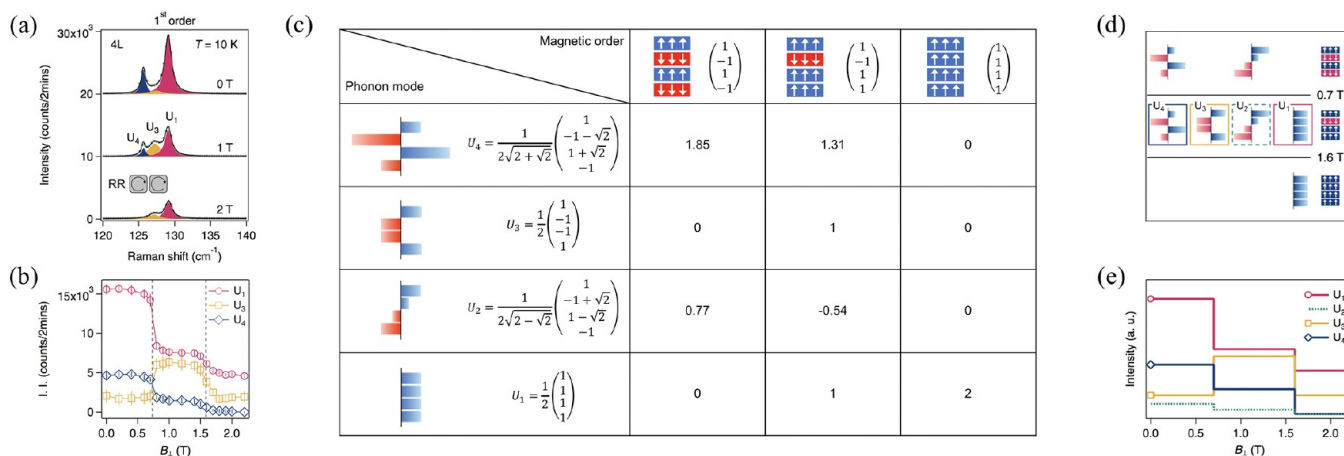 (a)
1st order
30x10³
4L
T = 10 K
0 T
20
U₁
U₃
U₄
1 T
10
RR
2 T
0
120 125 130 135 140
Raman shift (cm⁻¹)
Intensity (counts/2mins)
(b)
15x10³
U₁
U₃
U₄
10
5
0
0.0 0.5 1.0 1.5 2.0
B⊥ (T)
I. I. (counts/2mins)
(c)
Magnetic order
Phonon mode
(1 -1 1 -1)
(1 -1 1 1)
(1 1 1 1)
U₄ = 1/(2√(2 + √2)) (1 -1 - √2 1 + √2 -1)
1.85 1.31 0
U₃ = 1/2 (1 -1 -1 1)
0 1 0
U₂ = 1/(2√(2 - √2)) (1 -1 + √2 1 - √2 -1)
0.77 -0.54 0
U₁ = 1/2 (1 1 1 1)
0 1 2
(d)
0.7 T
U₄ U₃ U₂ U₁
1.6 T
(e)
U₁
U₂
U₃
U₄
Intensity (a. u.)
0.0 0.5 1.0 1.5 2.0
B⊥ (T)